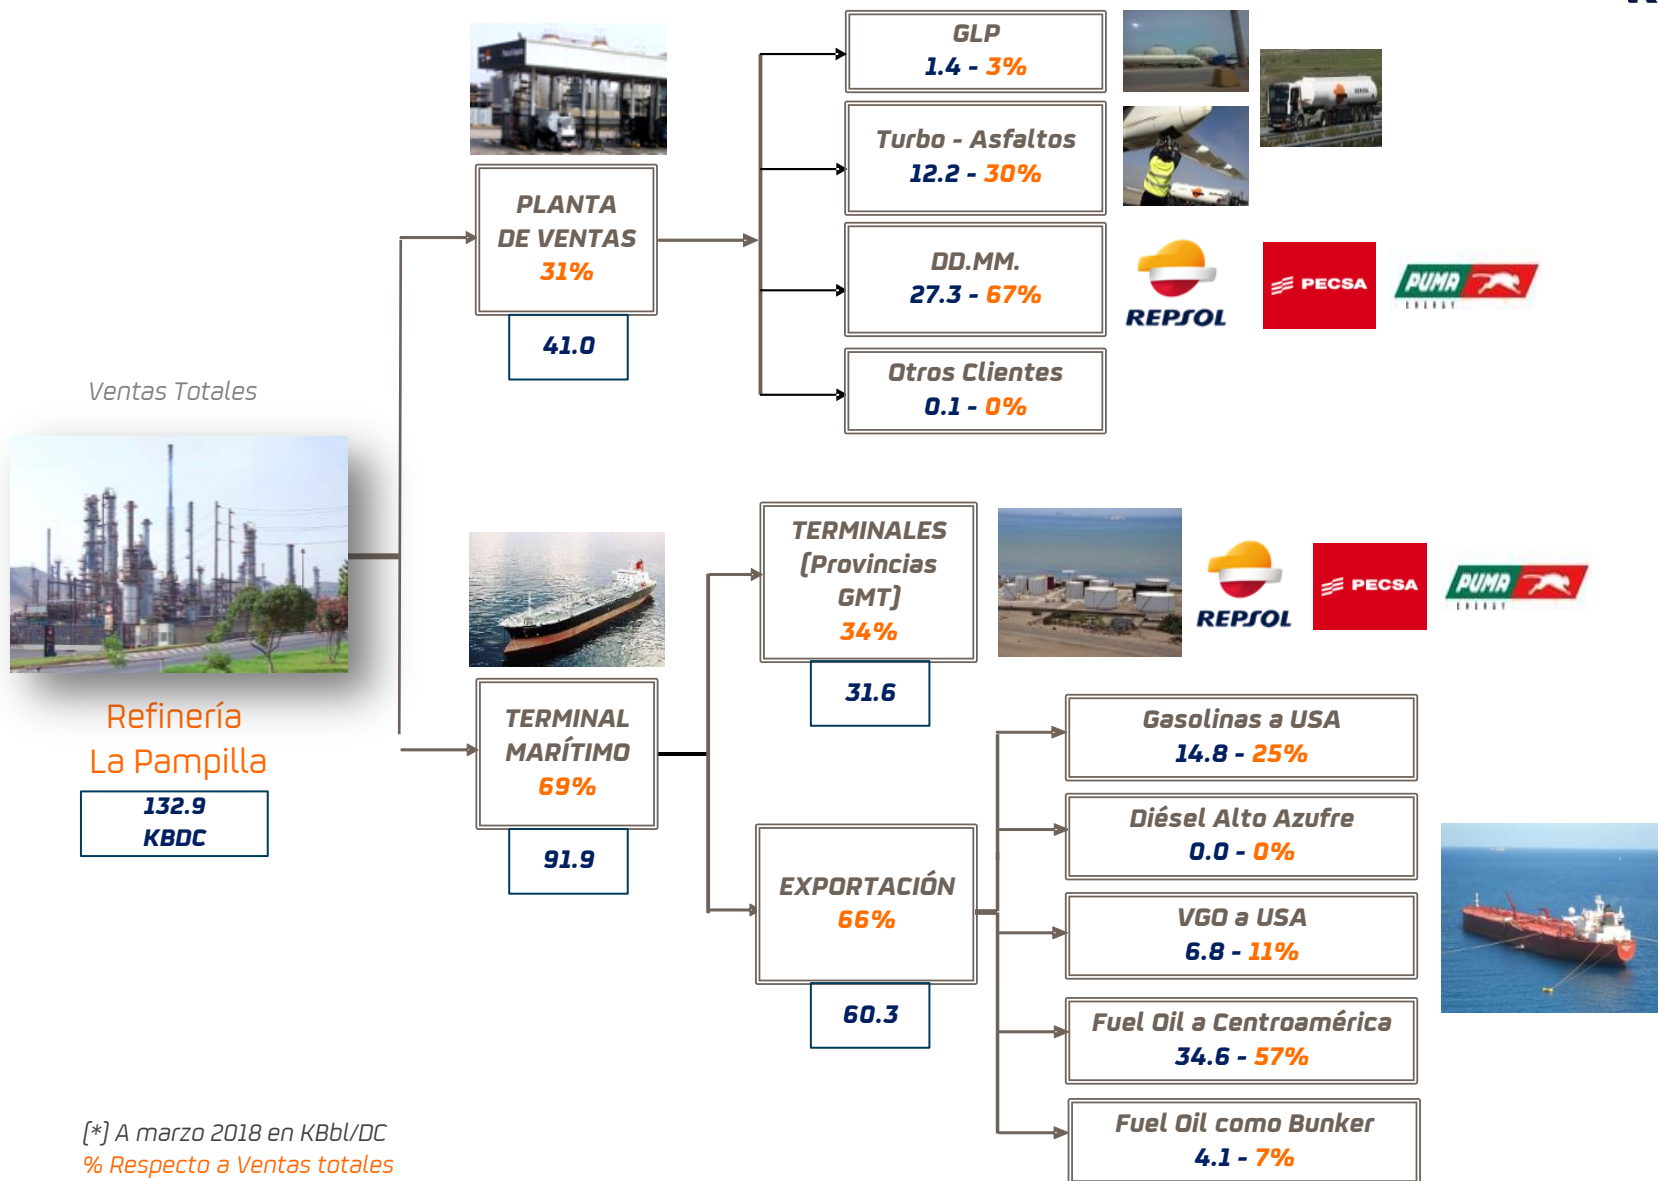 GLP
1.4 - 3%
Turbo - Asfaltos
12.2 - 30%
PLANTA
DE VENTAS
31%
41.0
DD.MM.
27.3 - 67%
REPSOL
PECSA
PUMA
ENERGY
Otros Clientes
0.1 - 0%
Ventas Totales
Refinería
La Pampilla
132.9
KBDC
TERMINAL
MARÍTIMO
69%
91.9
TERMINALES
(Provincias
GMT)
34%
31.6
REPSOL
PECSA
PUMA
ENERGY
EXPORTACIÓN
66%
60.3
Gasolinas a USA
14.8 - 25%
Diésel Alto Azufre
0.0 - 0%
VGO a USA
6.8 - 11%
Fuel Oil a Centroamérica
34.6 - 57%
Fuel Oil como Bunker
4.1 - 7%
(*) A marzo 2018 en KBbl/DC
% Respecto a Ventas totales